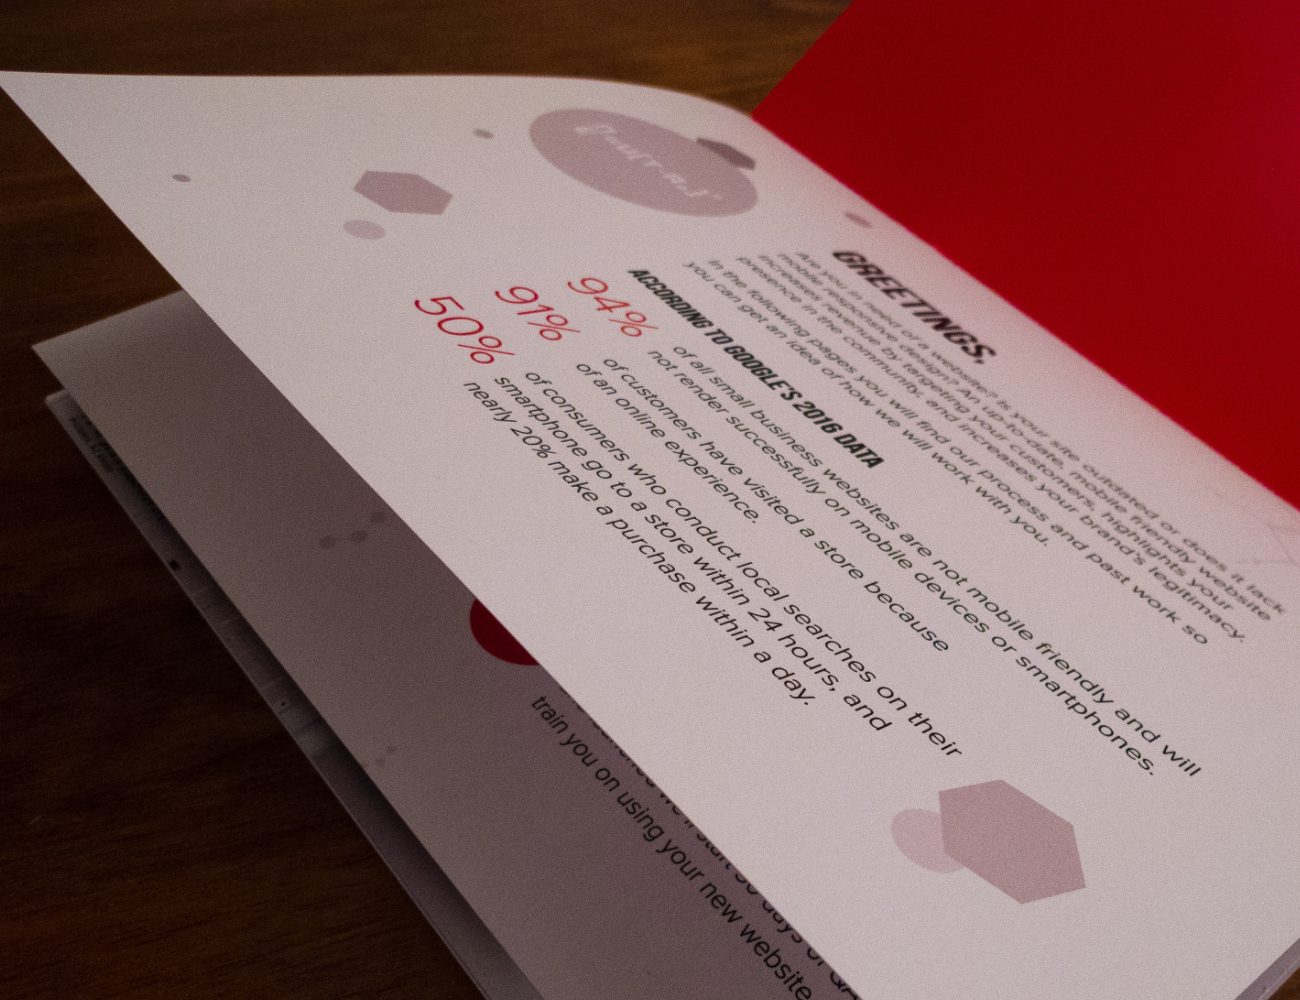 GREETINGS,
Are you in need of a website? Is your site outdated or does it lack
mobile responsive design? An up-to-date, mobile friendly website
increases revenue by targeting your customers, highlights your
presence in the community, and increases your brand's legitimacy.
In the following pages you will find our process and past work so
you can get an idea of how we will work with you.
ACCORDING TO GOOGLE'S 2016 DATA
94% of all small business websites are not mobile friendly and will
not render successfully on mobile devices or smartphones.
91% of customers have visited a store because
of an online experience.
50% of consumers who conduct local searches on their
smartphone go to a store within 24 hours, and
nearly 20% make a purchase within a day.
we'll start 30 days of
train you on using your new website.